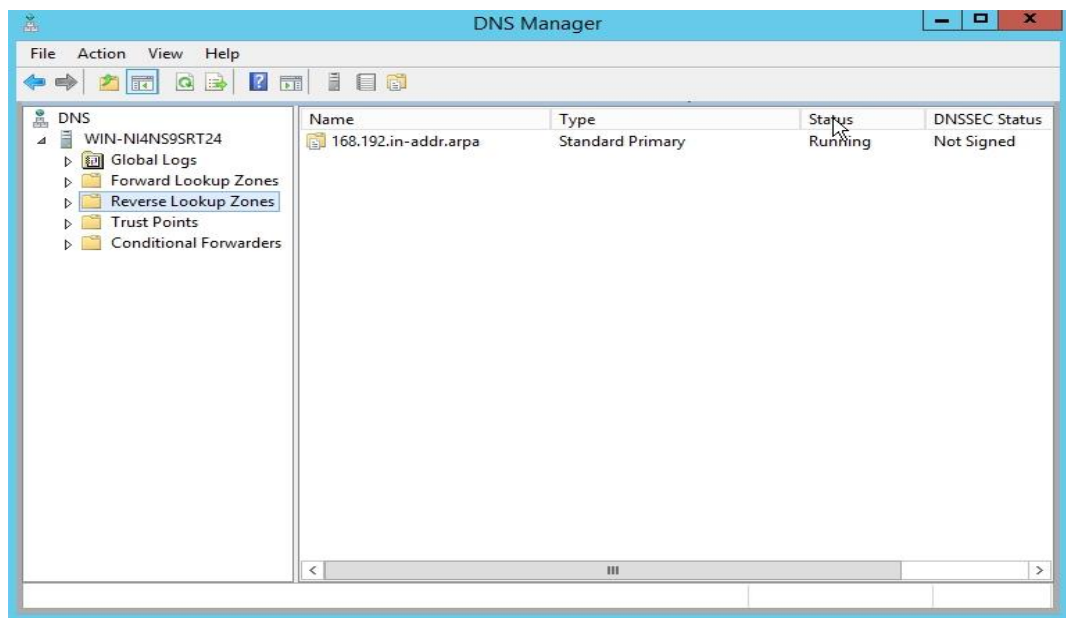 DNS Manager
File Action View Help
DNS
WIN-NI4NS9SRT24
Global Logs
Forward Lookup Zones
Reverse Lookup Zones
Trust Points
Conditional Forwarders
Name Type Status DNSSEC Status
168.192.in-addr.arpa Standard Primary Running Not Signed